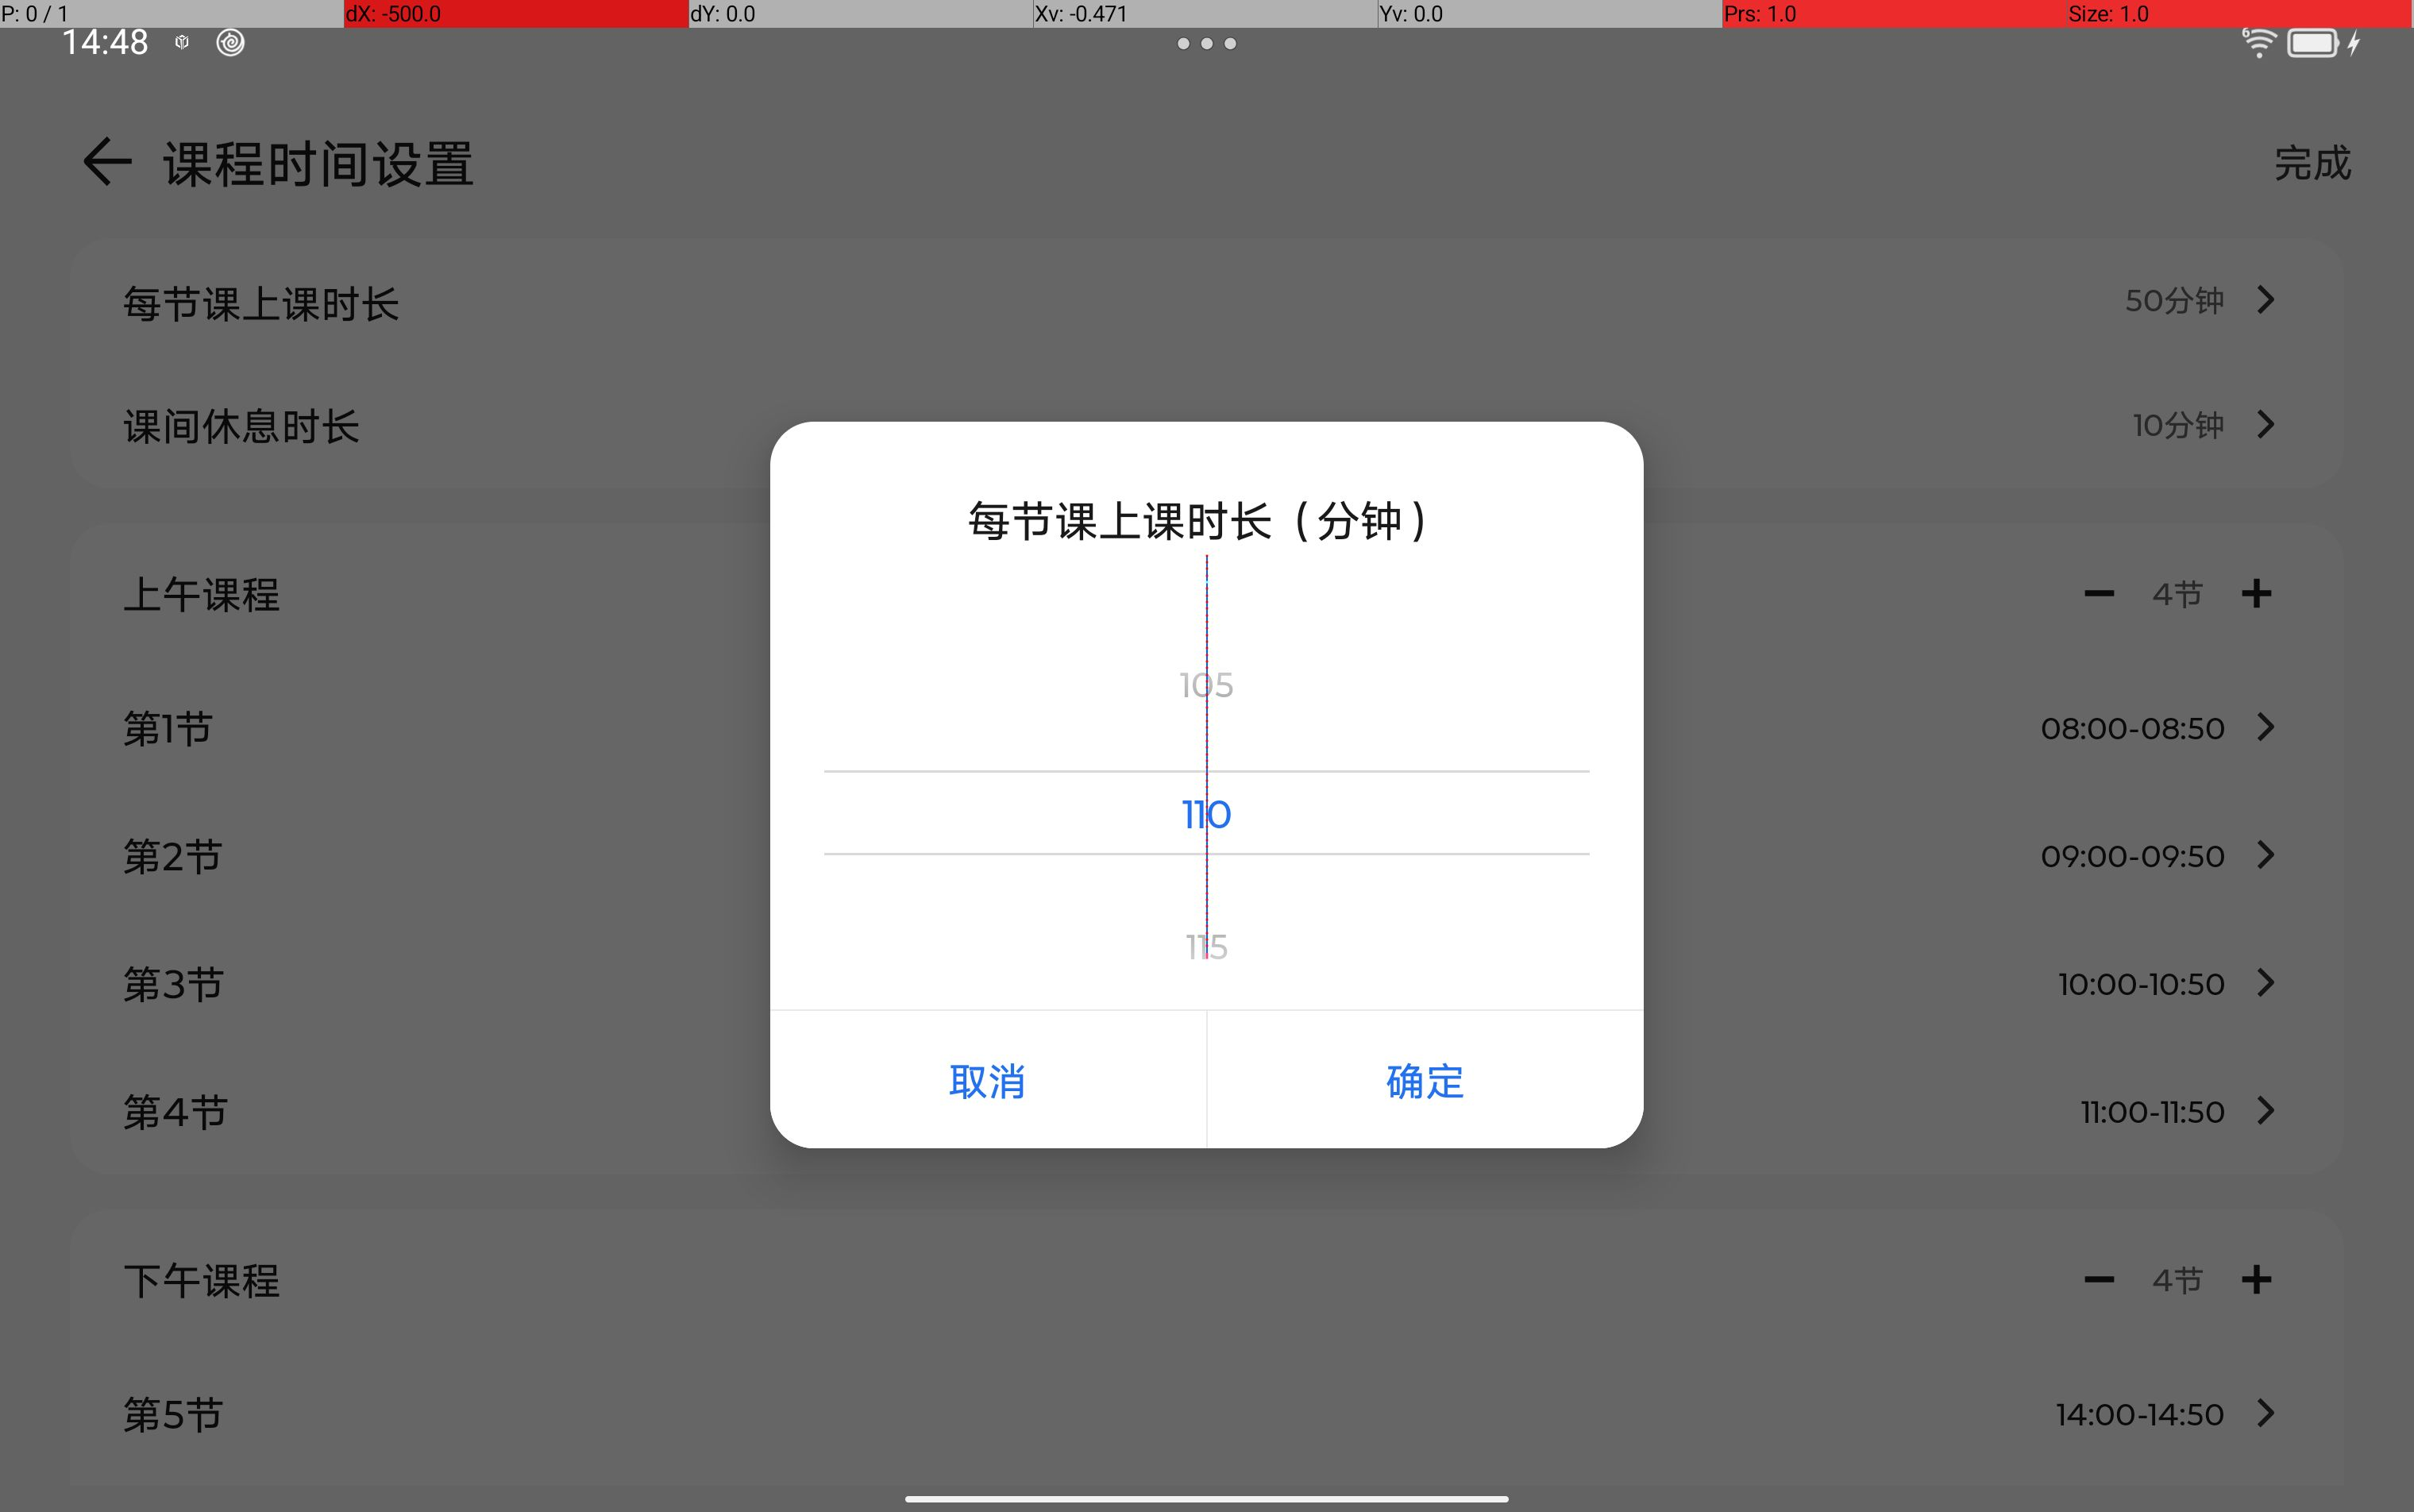 P: 0 / 1 dX: -500.0 dY: 0.0 Xv: -0.471 Yv: 0.0 Prs: 1.0 Size: 1.0
14:48 6
课程时间设置 完成
每节课上课时长 50分钟
课间休息时长 10分钟
每节课上课时长（分钟）
105
110
115
取消 确定
上午课程 4节
第1节 08:00-08:50
第2节 09:00-09:50
第3节 10:00-10:50
第4节 11:00-11:50
下午课程 4节
第5节 14:00-14:50